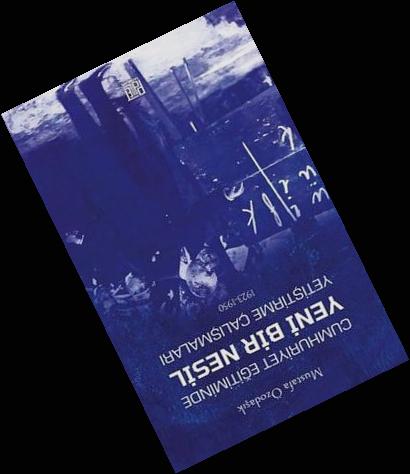 Mustafa Özodaşık
CUMHURİYET EĞİTİMİNDE
YENİ BİR NESİL
YETİŞTİRME ÇALIŞMALARI
1923-1950